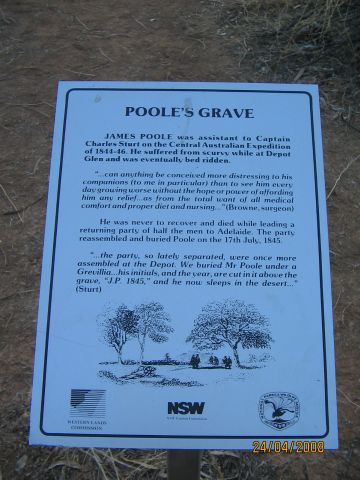 POOLE'S GRAVE
JAMES POOLE was assistant to Captain
Charles Sturt on the Central Australian Expedition
of 1844-46. He suffered from scurvy while at Depot
Glen and was eventually bed ridden.
"...can anything be conceived more distressing to his
companions (to me in particular) than to see him every
day growing worse without the hope or power of affording
him any relief...as from the total want of all medical
comfort and proper diet and nursing..." (Browne, surgeon)
He was never to recover and died while leading a
returning party of half the men to Adelaide. The party
reassembled and buried Poole on the 17th July, 1845.
"...the party, so lately separated, were once more
assembled at the Depot. We buried Mr Poole under a
Grevillia...his initials, and the year, are cut in it above the
grave, "J.P. 1845," and he now sleeps in the desert..."
(Sturt)
WESTERN LANDS
COMMISSION
NSW
24/04/2008